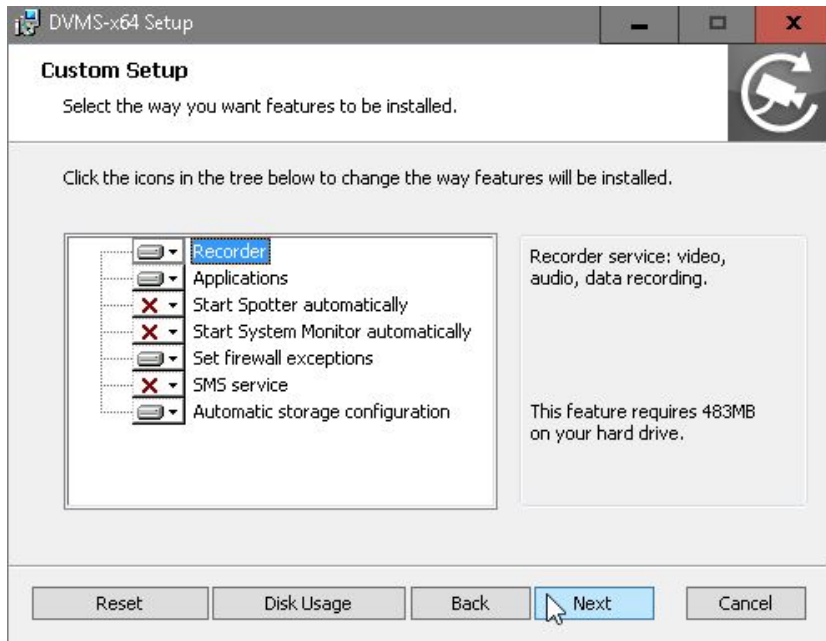 DVMS-x64 Setup
Custom Setup
Select the way you want features to be installed.
Click the icons in the tree below to change the way features will be installed.
Recorder
Applications
Start Spotter automatically
Start System Monitor automatically
Set firewall exceptions
SMS service
Automatic storage configuration
Recorder service: video,
audio, data recording.
This feature requires 483MB
on your hard drive.
Reset
Disk Usage
Back
Next
Cancel